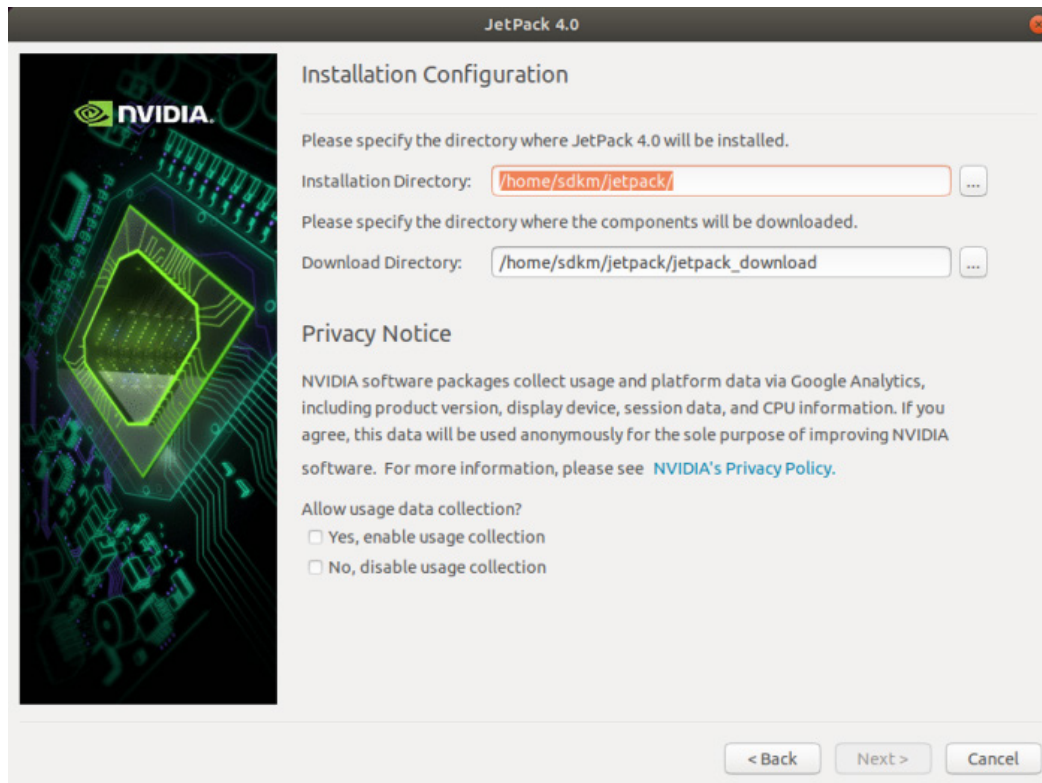 JetPack 4.0
NVIDIA.
Installation Configuration
Please specify the directory where JetPack 4.0 will be installed.
Installation Directory: /home/sdkm/jetpack/ ...
Please specify the directory where the components will be downloaded.
Download Directory: /home/sdkm/jetpack/jetpack_download ...
Privacy Notice
NVIDIA software packages collect usage and platform data via Google Analytics,
including product version, display device, session data, and CPU information. If you
agree, this data will be used anonymously for the sole purpose of improving NVIDIA
software. For more information, please see NVIDIA's Privacy Policy.
Allow usage data collection?
Yes, enable usage collection
No, disable usage collection
< Back Next > Cancel